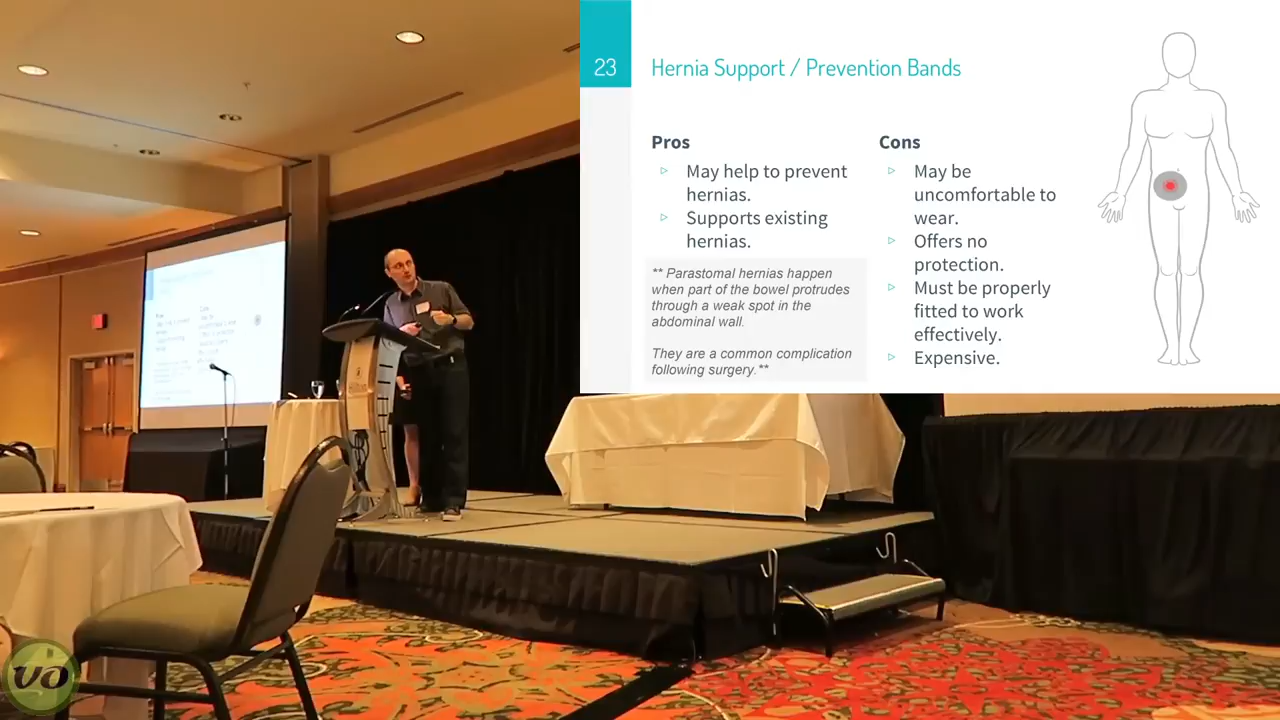 23
Hernia Support / Prevention Bands
Pros
▹ May help to prevent
hernias.
▹ Supports existing
hernias.
** Parastomal hernias happen
when part of the bowel protrudes
through a weak spot in the
abdominal wall.
They are a common complication
following surgery.**
Cons
▹ May be
uncomfortable to
wear.
▹ Offers no
protection.
▹ Must be properly
fitted to work
effectively.
▹ Expensive.
vo